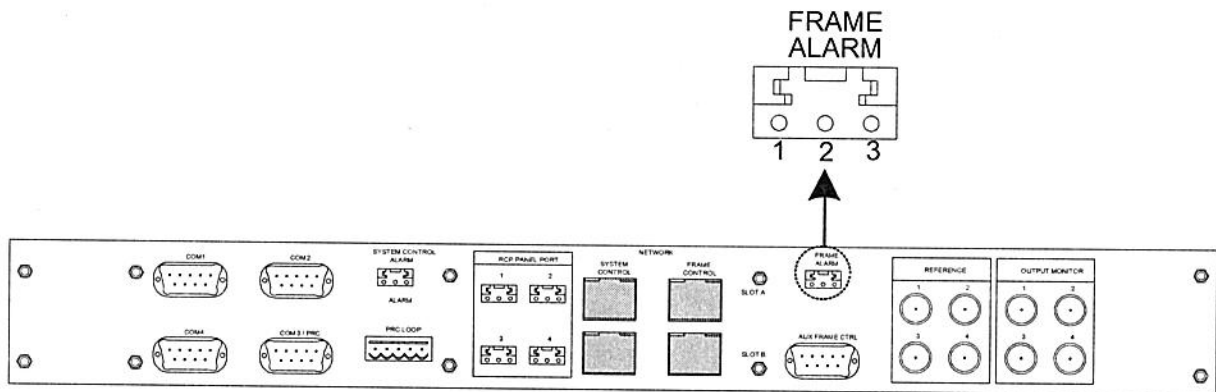 FRAME
ALARM
1 2 3
COM1
COM2
SYSTEM CONTROL
ALARM
ALARM
COM4
COM 3 / PRC
PRC LOOP
RCP PANEL PORT
1 2
3 4
NETWORK
SYSTEM
CONTROL
FRAME
CONTROL
SLOT A
SLOT B
FRAME
ALARM
AUX FRAME CTRL
REFERENCE
1 2
3 4
OUTPUT MONITOR
1 2
3 4